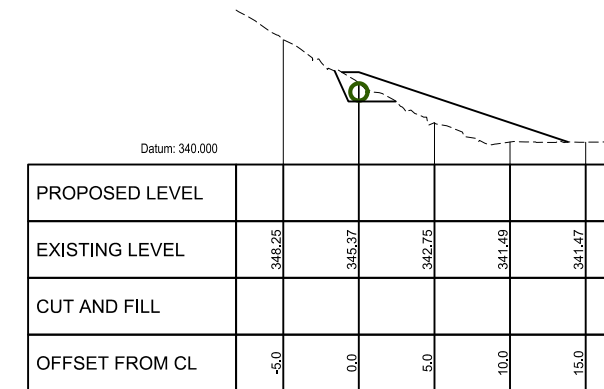 Datum: 340.000
PROPOSED LEVEL
EXISTING LEVEL 348.25 345.37 342.75 341.49 341.47
CUT AND FILL
OFFSET FROM CL -5.0 0.0 5.0 10.0 15.0